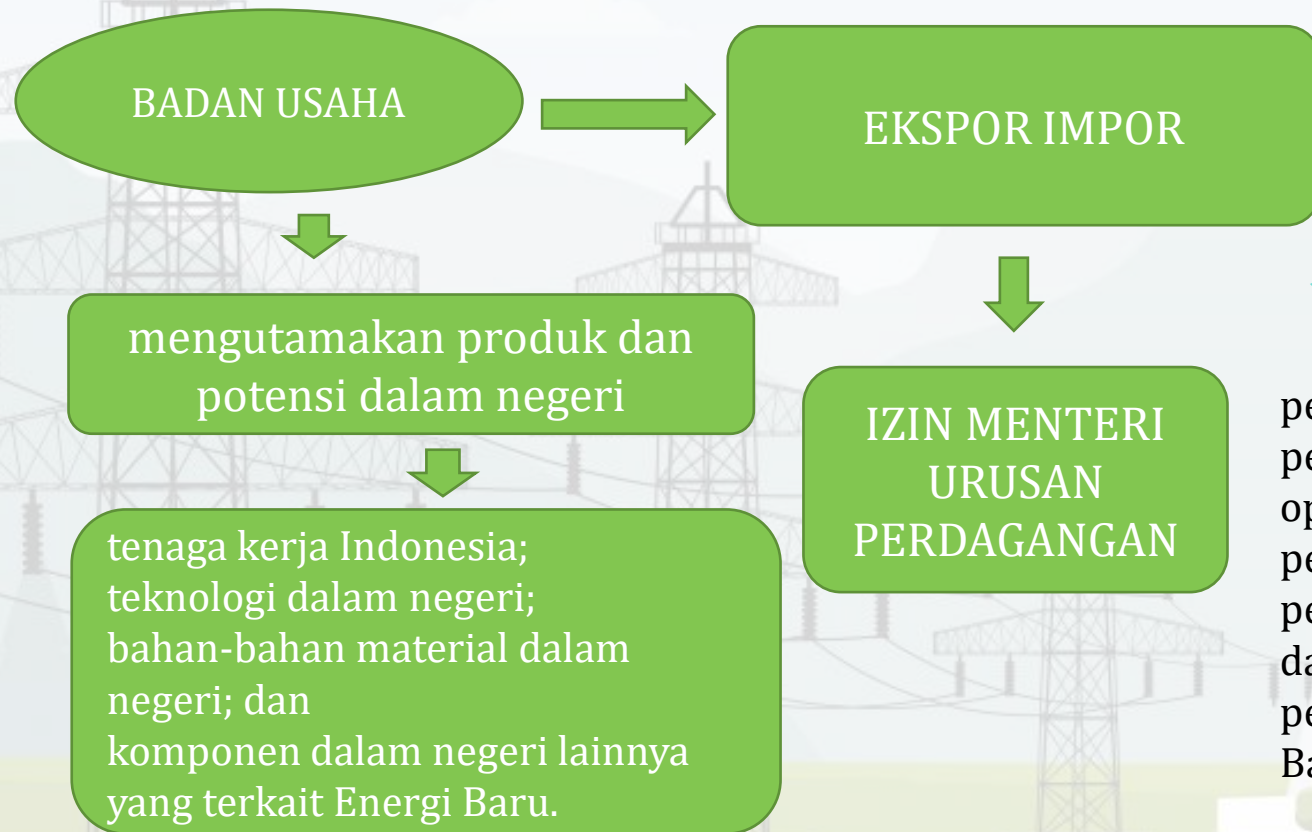 BADAN USAHA
EKSPOR IMPOR
mengutamakan produk dan
potensi dalam negeri
IZIN MENTERI
URUSAN
PERDAGANGAN
tenaga kerja Indonesia;
teknologi dalam negeri;
bahan-bahan material dalam
negeri; dan
komponen dalam negeri lainnya
yang terkait Energi Baru.